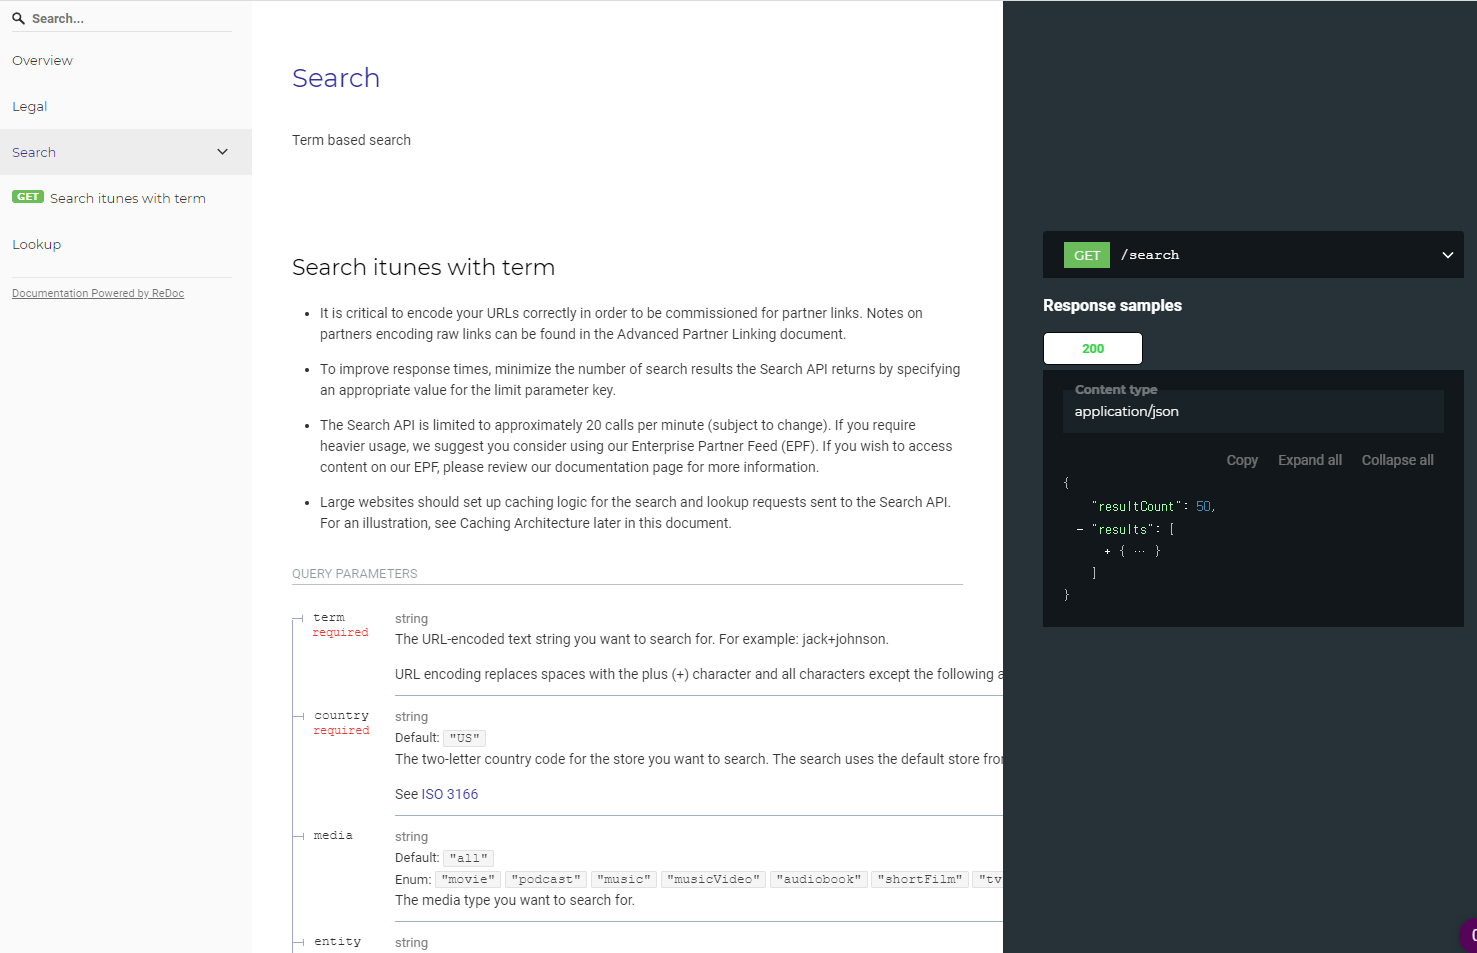 Search...
Overview
Legal
Search
GET Search itunes with term
Lookup
Documentation Powered by ReDoc
Search
Term based search
Search itunes with term
• It is critical to encode your URLs correctly in order to be commissioned for partner links. Notes on
partners encoding raw links can be found in the Advanced Partner Linking document.
• To improve response times, minimize the number of search results the Search API returns by specifying
an appropriate value for the limit parameter key.
• The Search API is limited to approximately 20 calls per minute (subject to change). If you require
heavier usage, we suggest you consider using our Enterprise Partner Feed (EPF). If you wish to access
content on our EPF, please review our documentation page for more information.
• Large websites should set up caching logic for the search and lookup requests sent to the Search API.
For an illustration, see Caching Architecture later in this document.
QUERY PARAMETERS
term
required
string
The URL-encoded text string you want to search for. For example: jack+johnson.
URL encoding replaces spaces with the plus (+) character and all characters except the following a
country
required
string
Default: "US"
The two-letter country code for the store you want to search. The search uses the default store fro
See ISO 3166
media
string
Default: "all"
Enum: "movie" "podcast" "music" "musicVideo" "audiobook" "shortFilm" "tv
The media type you want to search for.
entity
string
GET /search
Response samples
200
Content type
application/json
Copy Expand all Collapse all
{
"resultCount": 50,
- "results": [
+ { ... }
]
}